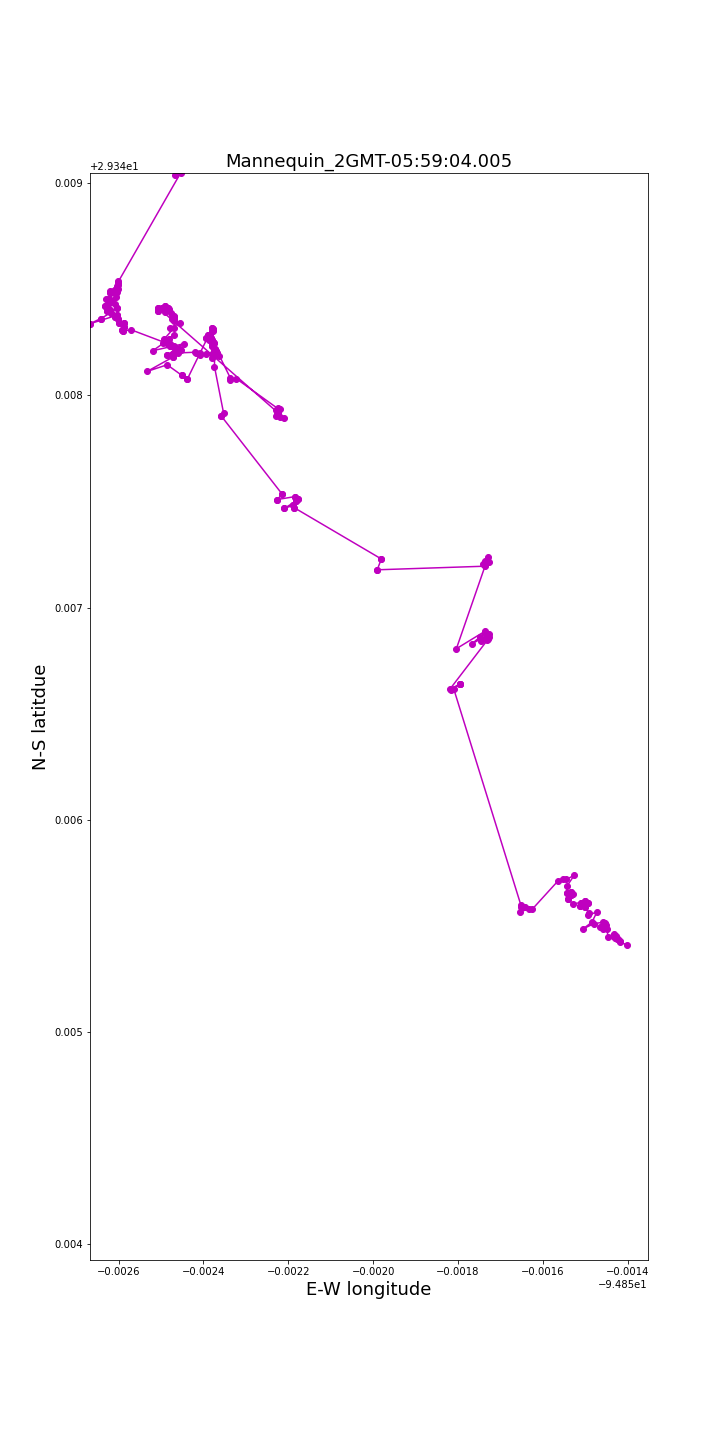 Mannequin_2GMT-05:59:04.005
+2.934e1
0.009
0.008
0.007
0.006
0.005
0.004
N-S latitdue
−0.0026 −0.0024 −0.0022 −0.0020 −0.0018 −0.0016 −0.0014
−9.485e1
E-W longitude